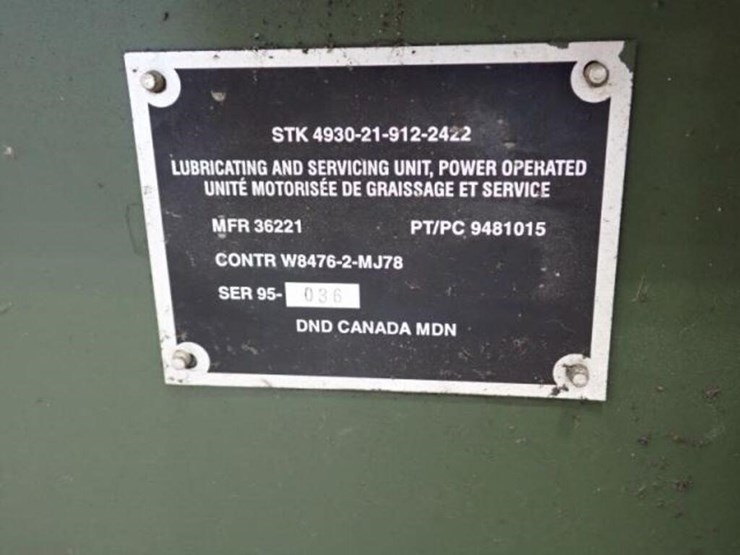 STK 4930-21-912-2422
LUBRICATING AND SERVICING UNIT, POWER OPERATED
UNITÉ MOTORISÉE DE GRAISSAGE ET SERVICE
MFR 36221 PT/PC 9481015
CONTR W8476-2-MJ78
SER 95- 036
DND CANADA MDN